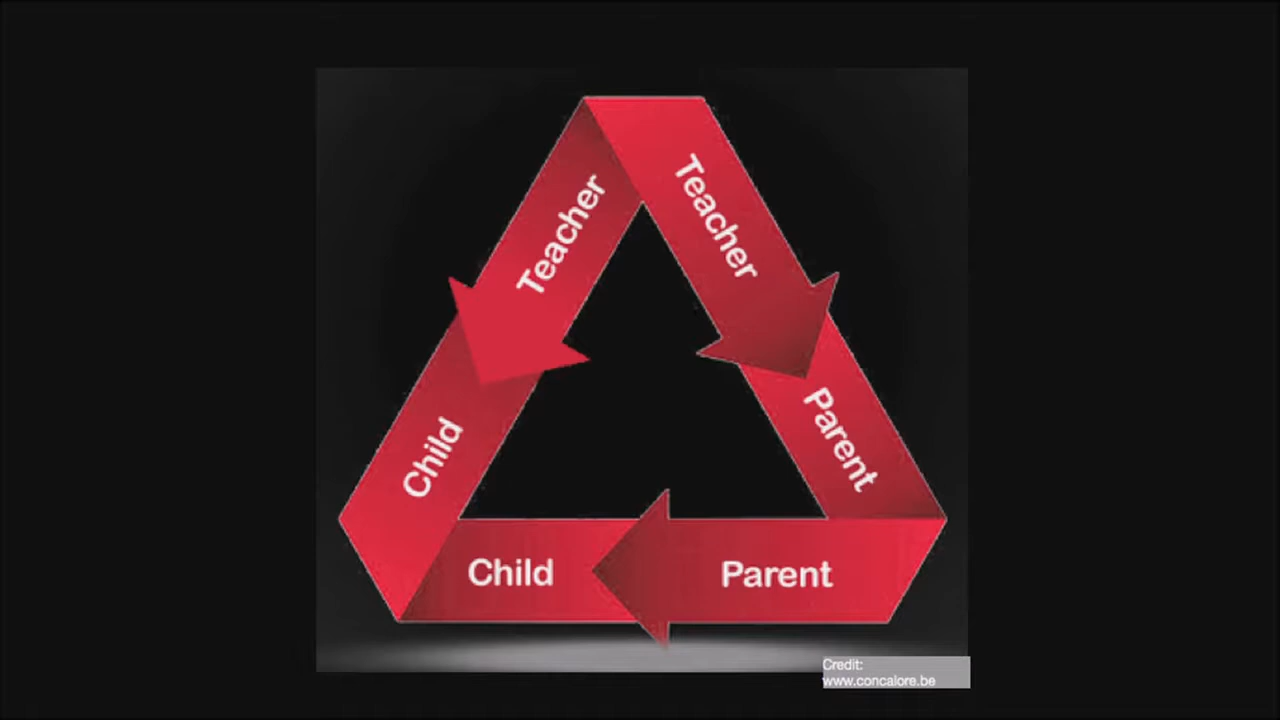 Teacher
Teacher
Child
Parent
Child
Parent
Credit:
www.concalore.be